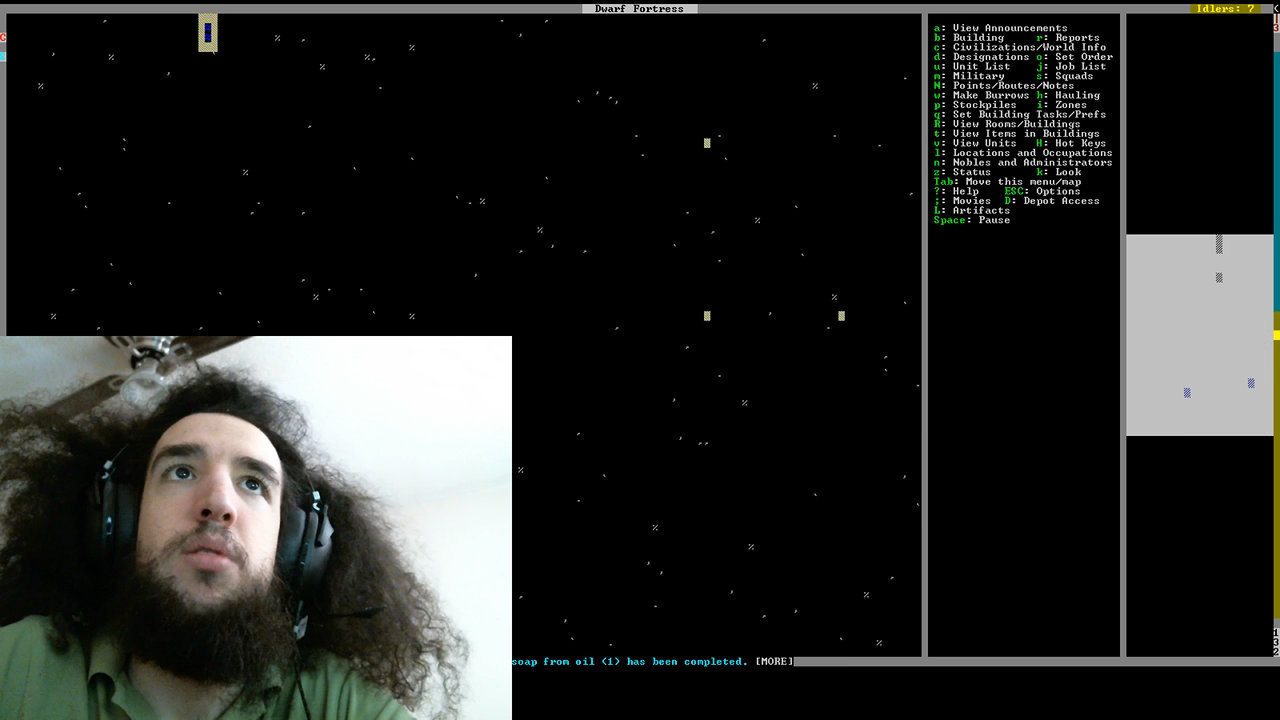 Dwarf Fortress
Idlers: 7
a: View Announcements
b: Building r: Reports
c: Civilizations/World Info
d: Designations o: Set Order
u: Unit List j: Job List
m: Military s: Squads
N: Points/Routes/Notes
w: Make Burrows h: Hauling
p: Stockpiles i: Zones
q: Set Building Tasks/Prefs
R: View Rooms/Buildings
t: View Items in Buildings
v: View Units H: Hot Keys
l: Locations and Occupations
n: Nobles and Administrators
z: Status k: Look
Tab: Move this menu/map
?: Help ESC: Options
;: Movies D: Depot Access
L: Artifacts
Space: Pause
soap from oil (1) has been completed. [MORE]